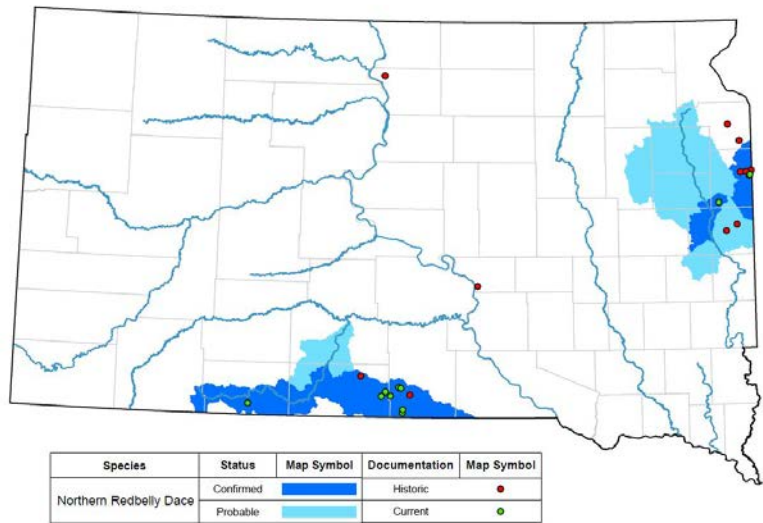 Species Status Map Symbol Documentation Map Symbol
Northern Redbelly Dace Confirmed Historic
Probable Current